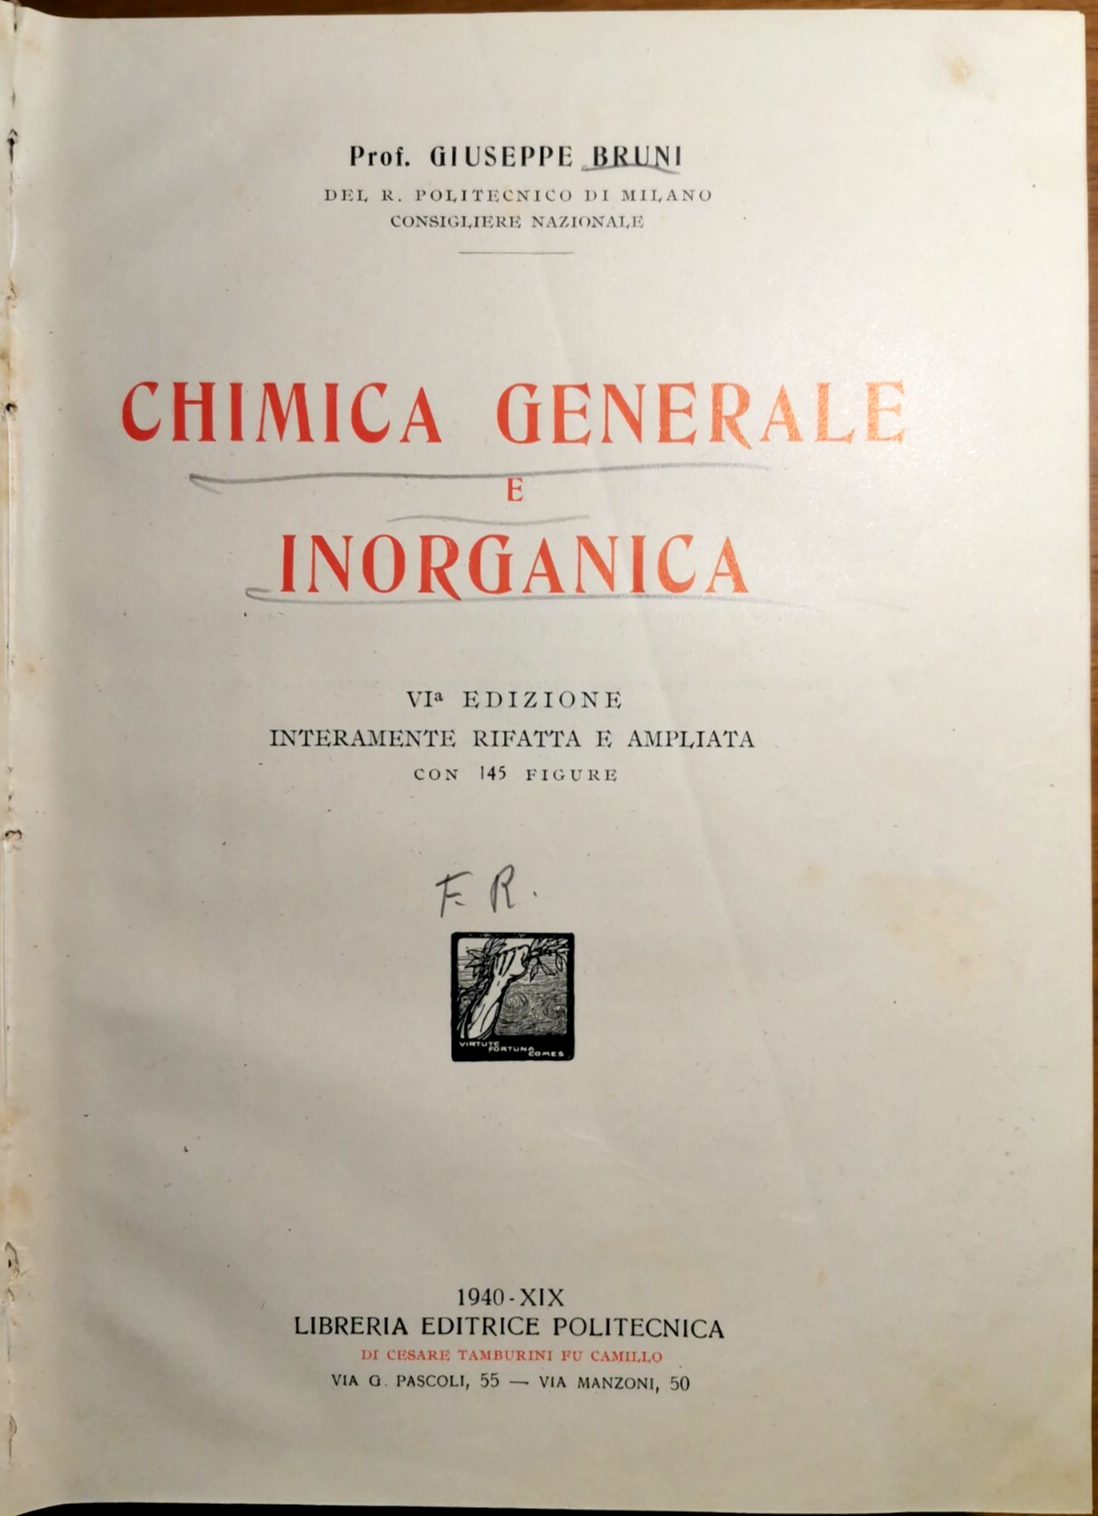 Prof. GIUSEPPE BRUNI
DEL R. POLITECNICO DI MILANO
CONSIGLIERE NAZIONALE
CHIMICA GENERALE
E
INORGANICA
VIª EDIZIONE
INTERAMENTE RIFATTA E AMPLIATA
CON 145 FIGURE
F. R.
VIRTUTE
FORTUNA
COMES
1940-XIX
LIBRERIA EDITRICE POLITECNICA
DI CESARE TAMBURINI FU CAMILLO
VIA G. PASCOLI, 55 — VIA MANZONI, 50